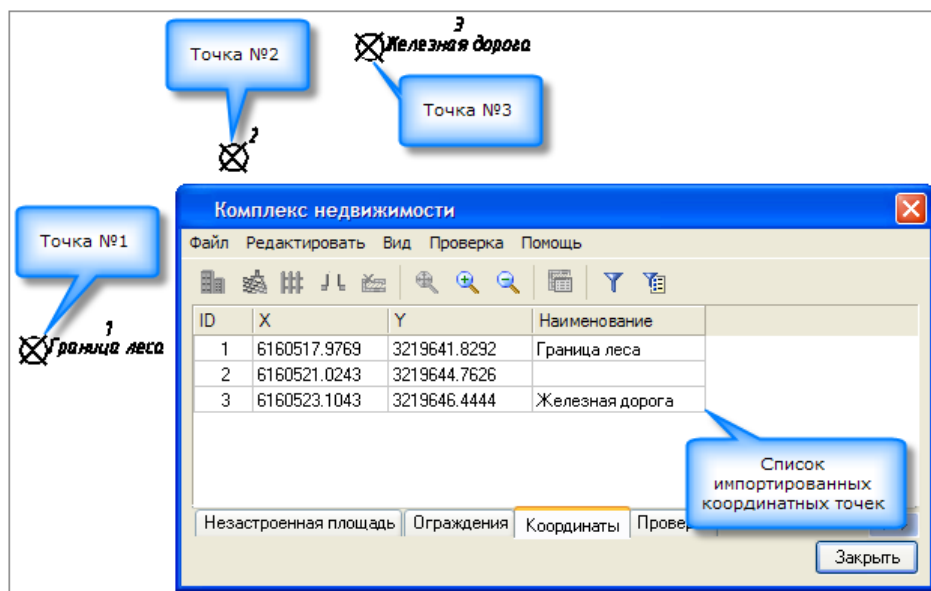 3
Железная дорога
Точка №2
Точка №3
2
Точка №1
1
Граница леса
Комплекс недвижимости
Файл Редактировать Вид Проверка Помощь
ID X Y Наименование
1 6160517.9769 3219641.8292 Граница леса
2 6160521.0243 3219644.7626
3 6160523.1043 3219646.4444 Железная дорога
Список
импортированных
координатных точек
Незастроенная площадь Ограждения Координаты Провер
Закрыть